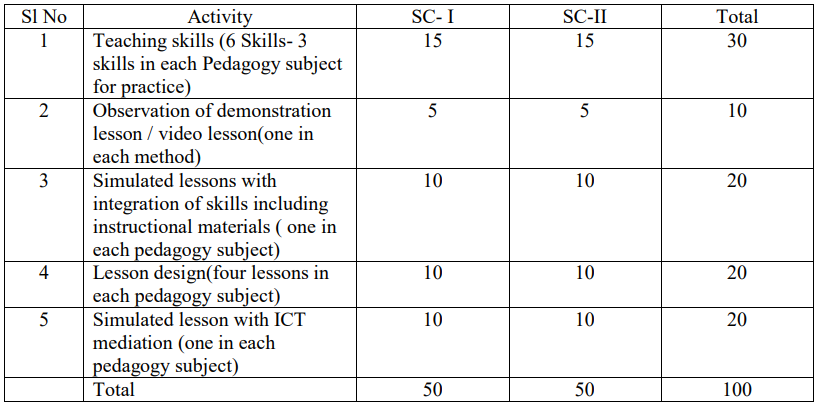 Sl No Activity SC- I SC-II Total
1 Teaching skills (6 Skills- 3 15 15 30
skills in each Pedagogy subject
for practice)
2 Observation of demonstration 5 5 10
lesson / video lesson(one in
each method)
3 Simulated lessons with 10 10 20
integration of skills including
instructional materials ( one in
each pedagogy subject)
4 Lesson design(four lessons in 10 10 20
each pedagogy subject)
5 Simulated lesson with ICT 10 10 20
mediation (one in each
pedagogy subject)
Total 50 50 100